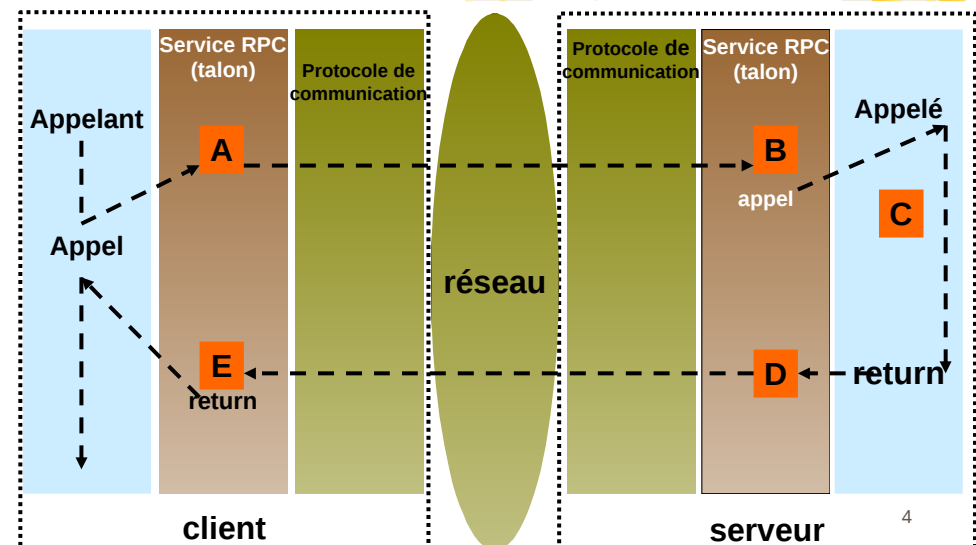 Service RPC
(talon)
Protocole de
communication
Appelant
A
Appel
E
return
client
réseau
Protocole de
communication
Service RPC
(talon)
Appelé
B
appel
C
D
return
serveur
4